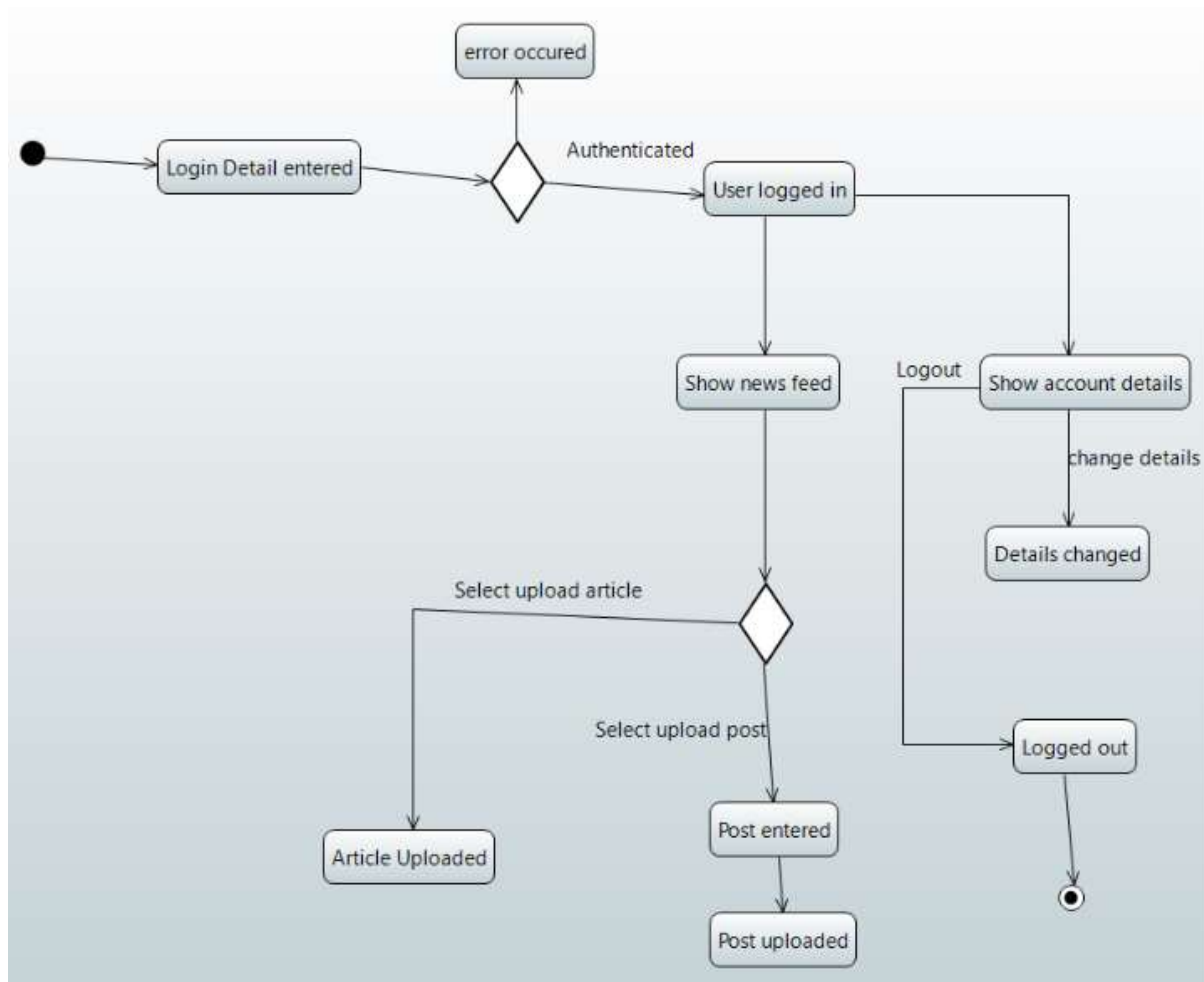 error occured
Authenticated
Login Detail entered
User logged in
Show news feed
Logout
Show account details
change details
Details changed
Select upload article
Select upload post
Logged out
Post entered
Article Uploaded
Post uploaded